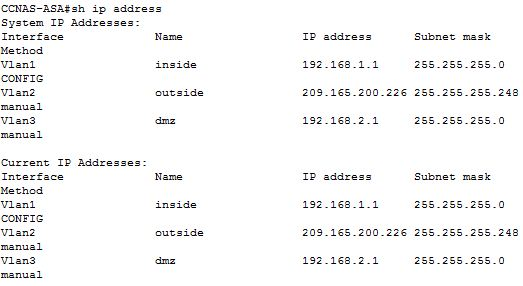 CCNAS-ASA#sh ip address
System IP Addresses:
Interface Name IP address Subnet mask
Method
Vlan1 inside 192.168.1.1 255.255.255.0
CONFIG
Vlan2 outside 209.165.200.226 255.255.255.248
manual
Vlan3 dmz 192.168.2.1 255.255.255.0
manual
Current IP Addresses:
Interface Name IP address Subnet mask
Method
Vlan1 inside 192.168.1.1 255.255.255.0
CONFIG
Vlan2 outside 209.165.200.226 255.255.255.248
manual
Vlan3 dmz 192.168.2.1 255.255.255.0
manual